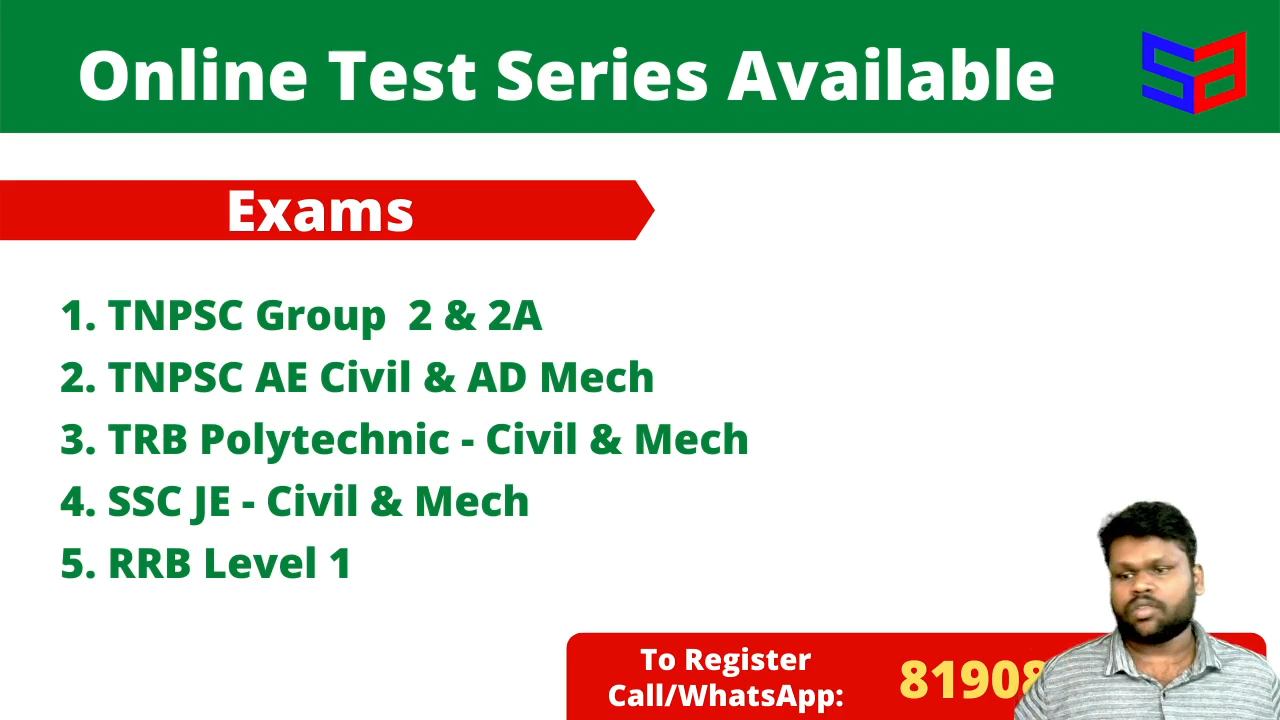 Online Test Series Available
Exams
1. TNPSC Group 2 & 2A
2. TNPSC AE Civil & AD Mech
3. TRB Polytechnic - Civil & Mech
4. SSC JE - Civil & Mech
5. RRB Level 1
To Register
Call/WhatsApp:
81908